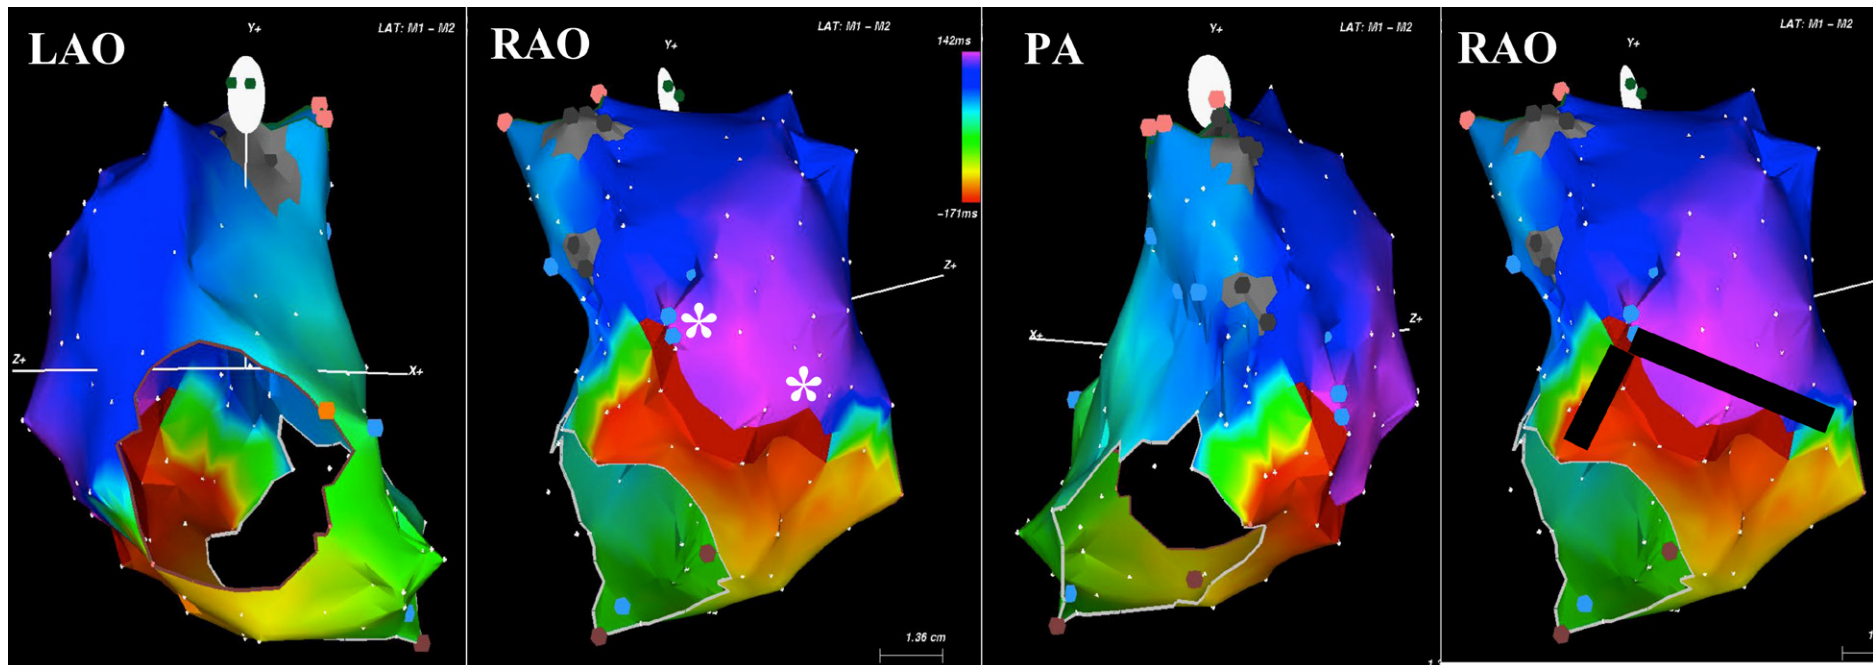 LAO
Y+
LAT: M1 – M2
Z+
X+
RAO
Y+
LAT: M1 – M2
142ms
–171ms
Z+
*
*
1.36 cm
PA
Y+
LAT: M1 – M2
X+
Z+
RAO
Y+
LAT: M1 – M2